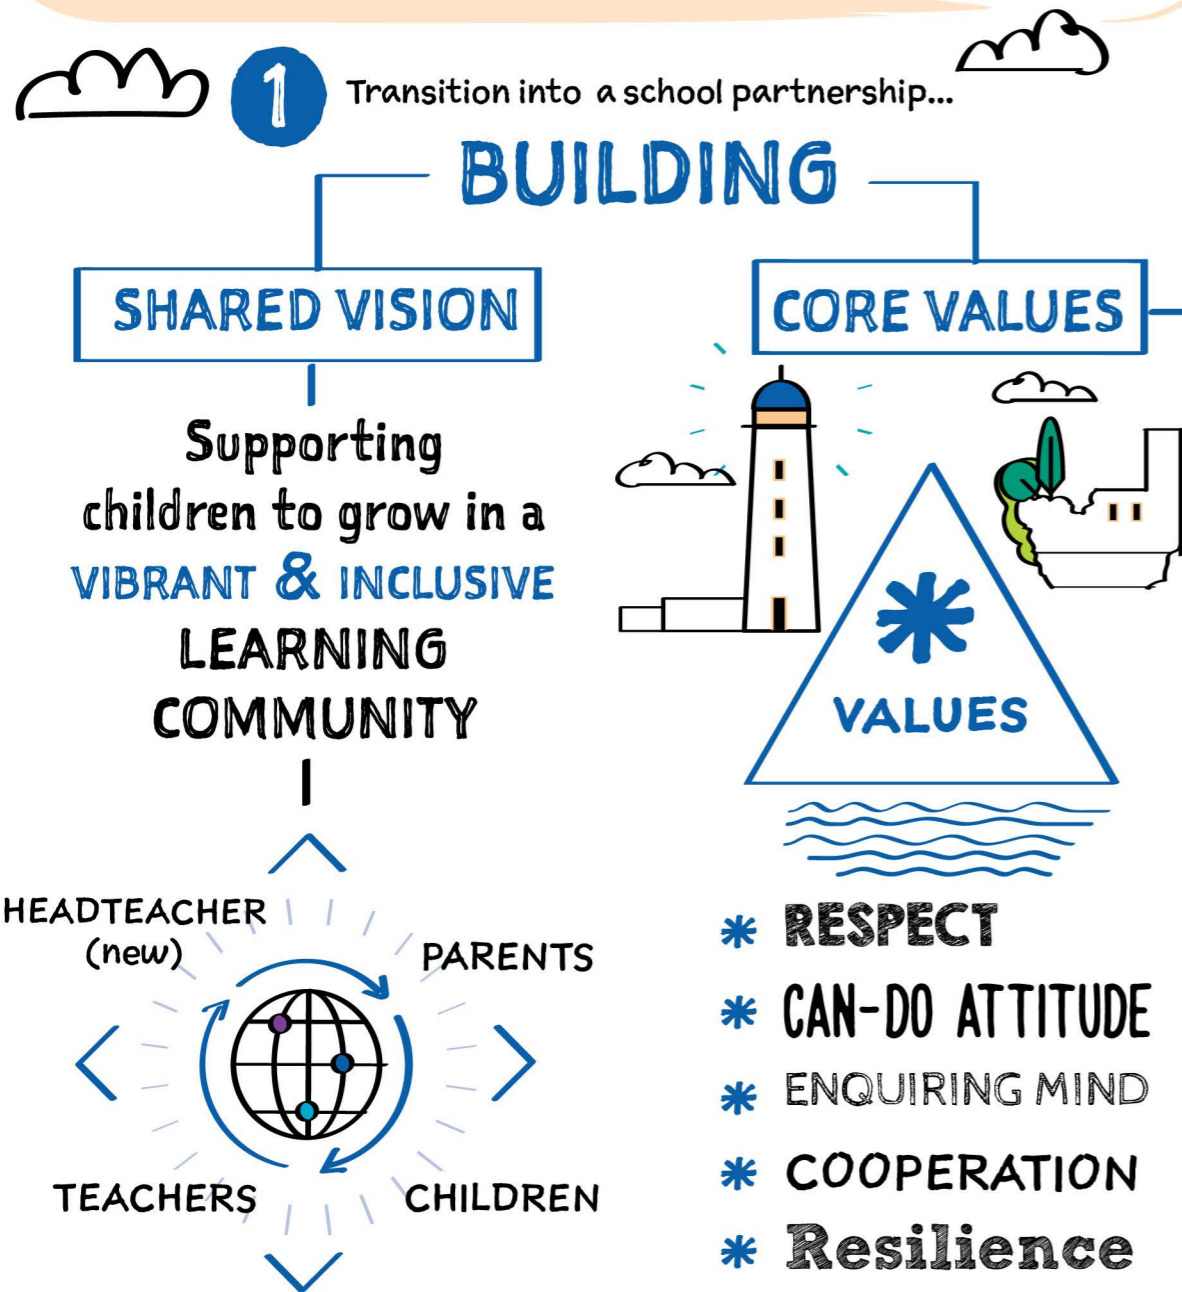 1
Transition into a school partnership...
BUILDING
SHARED VISION
Supporting
children to grow in a
VIBRANT & INCLUSIVE
LEARNING
COMMUNITY
HEADTEACHER
(new)
PARENTS
TEACHERS
CHILDREN
CORE VALUES
VALUES
RESPECT
CAN-DO ATTITUDE
ENQUIRING MIND
COOPERATION
Resilience